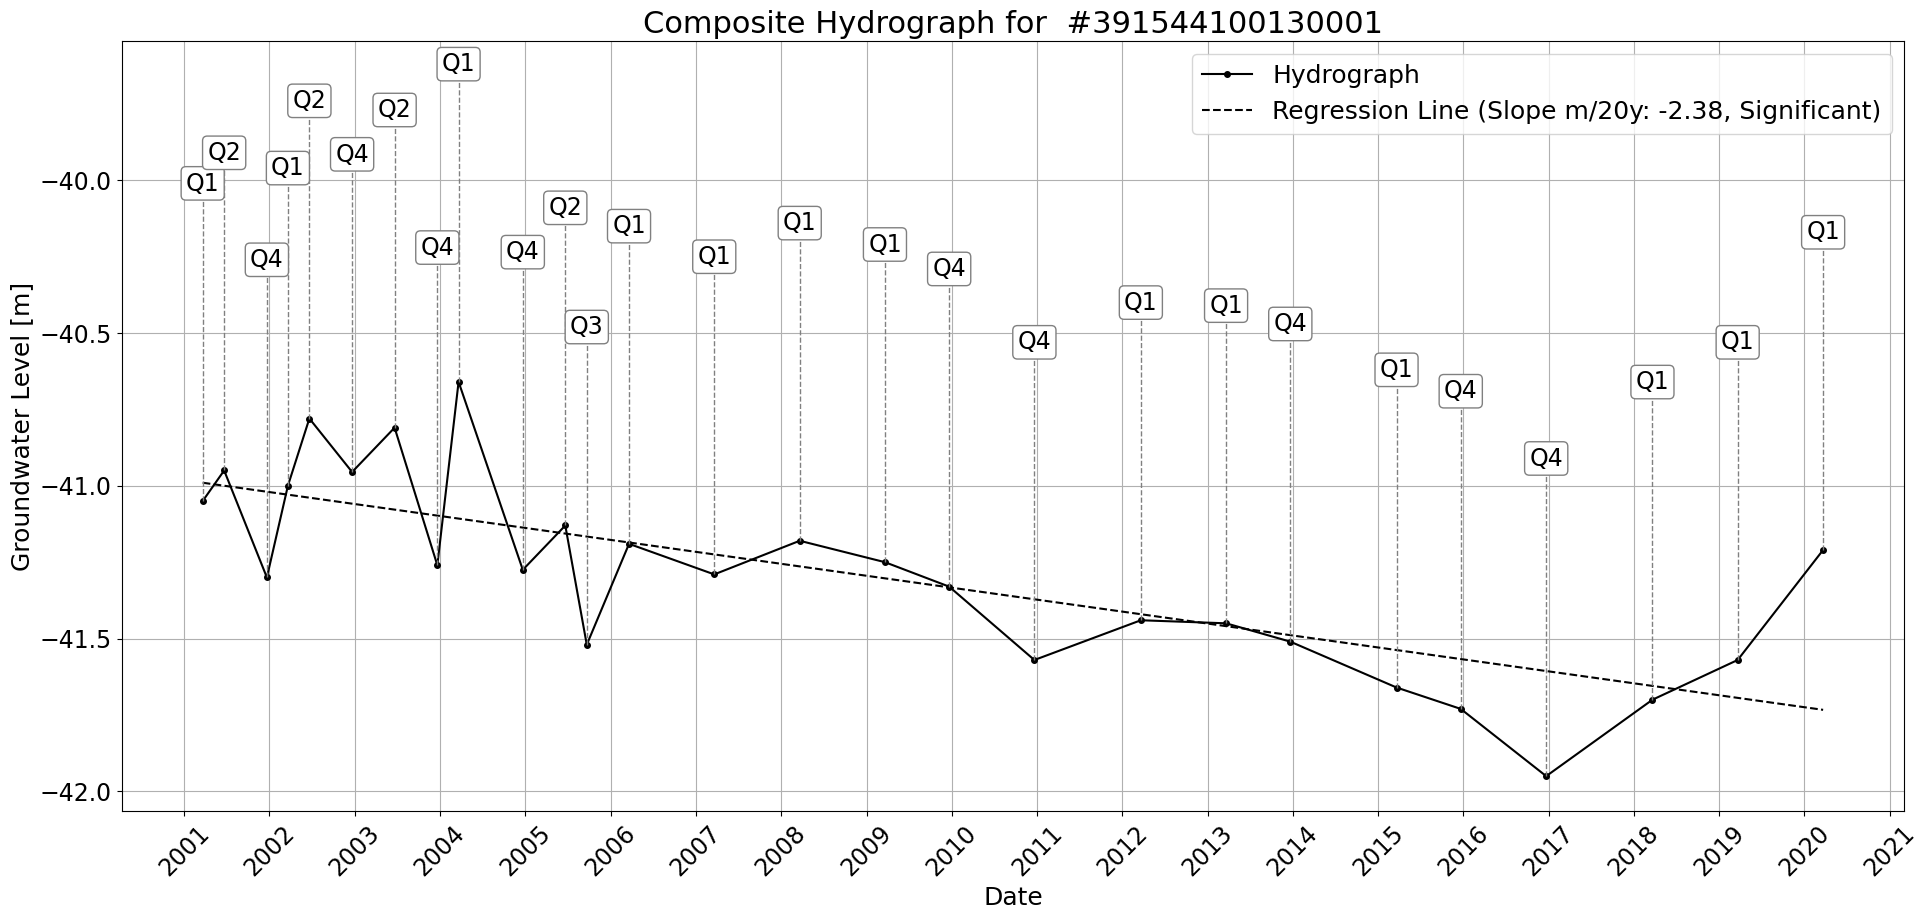 Composite Hydrograph for  #391544100130001
Hydrograph
Regression Line (Slope m/20y: -2.38, Significant)
Q1
Q2
Q4
Q1
Q2
Q4
Q2
Q4
Q1
Q4
Q2
Q3
Q1
Q1
Q1
Q1
Q4
Q4
Q1
Q1
Q4
Q1
Q4
Q4
Q1
Q1
Q1
Groundwater Level [m]
−40.0
−40.5
−41.0
−41.5
−42.0
2001
2002
2003
2004
2005
2006
2007
2008
2009
2010
2011
2012
2013
2014
2015
2016
2017
2018
2019
2020
2021
Date